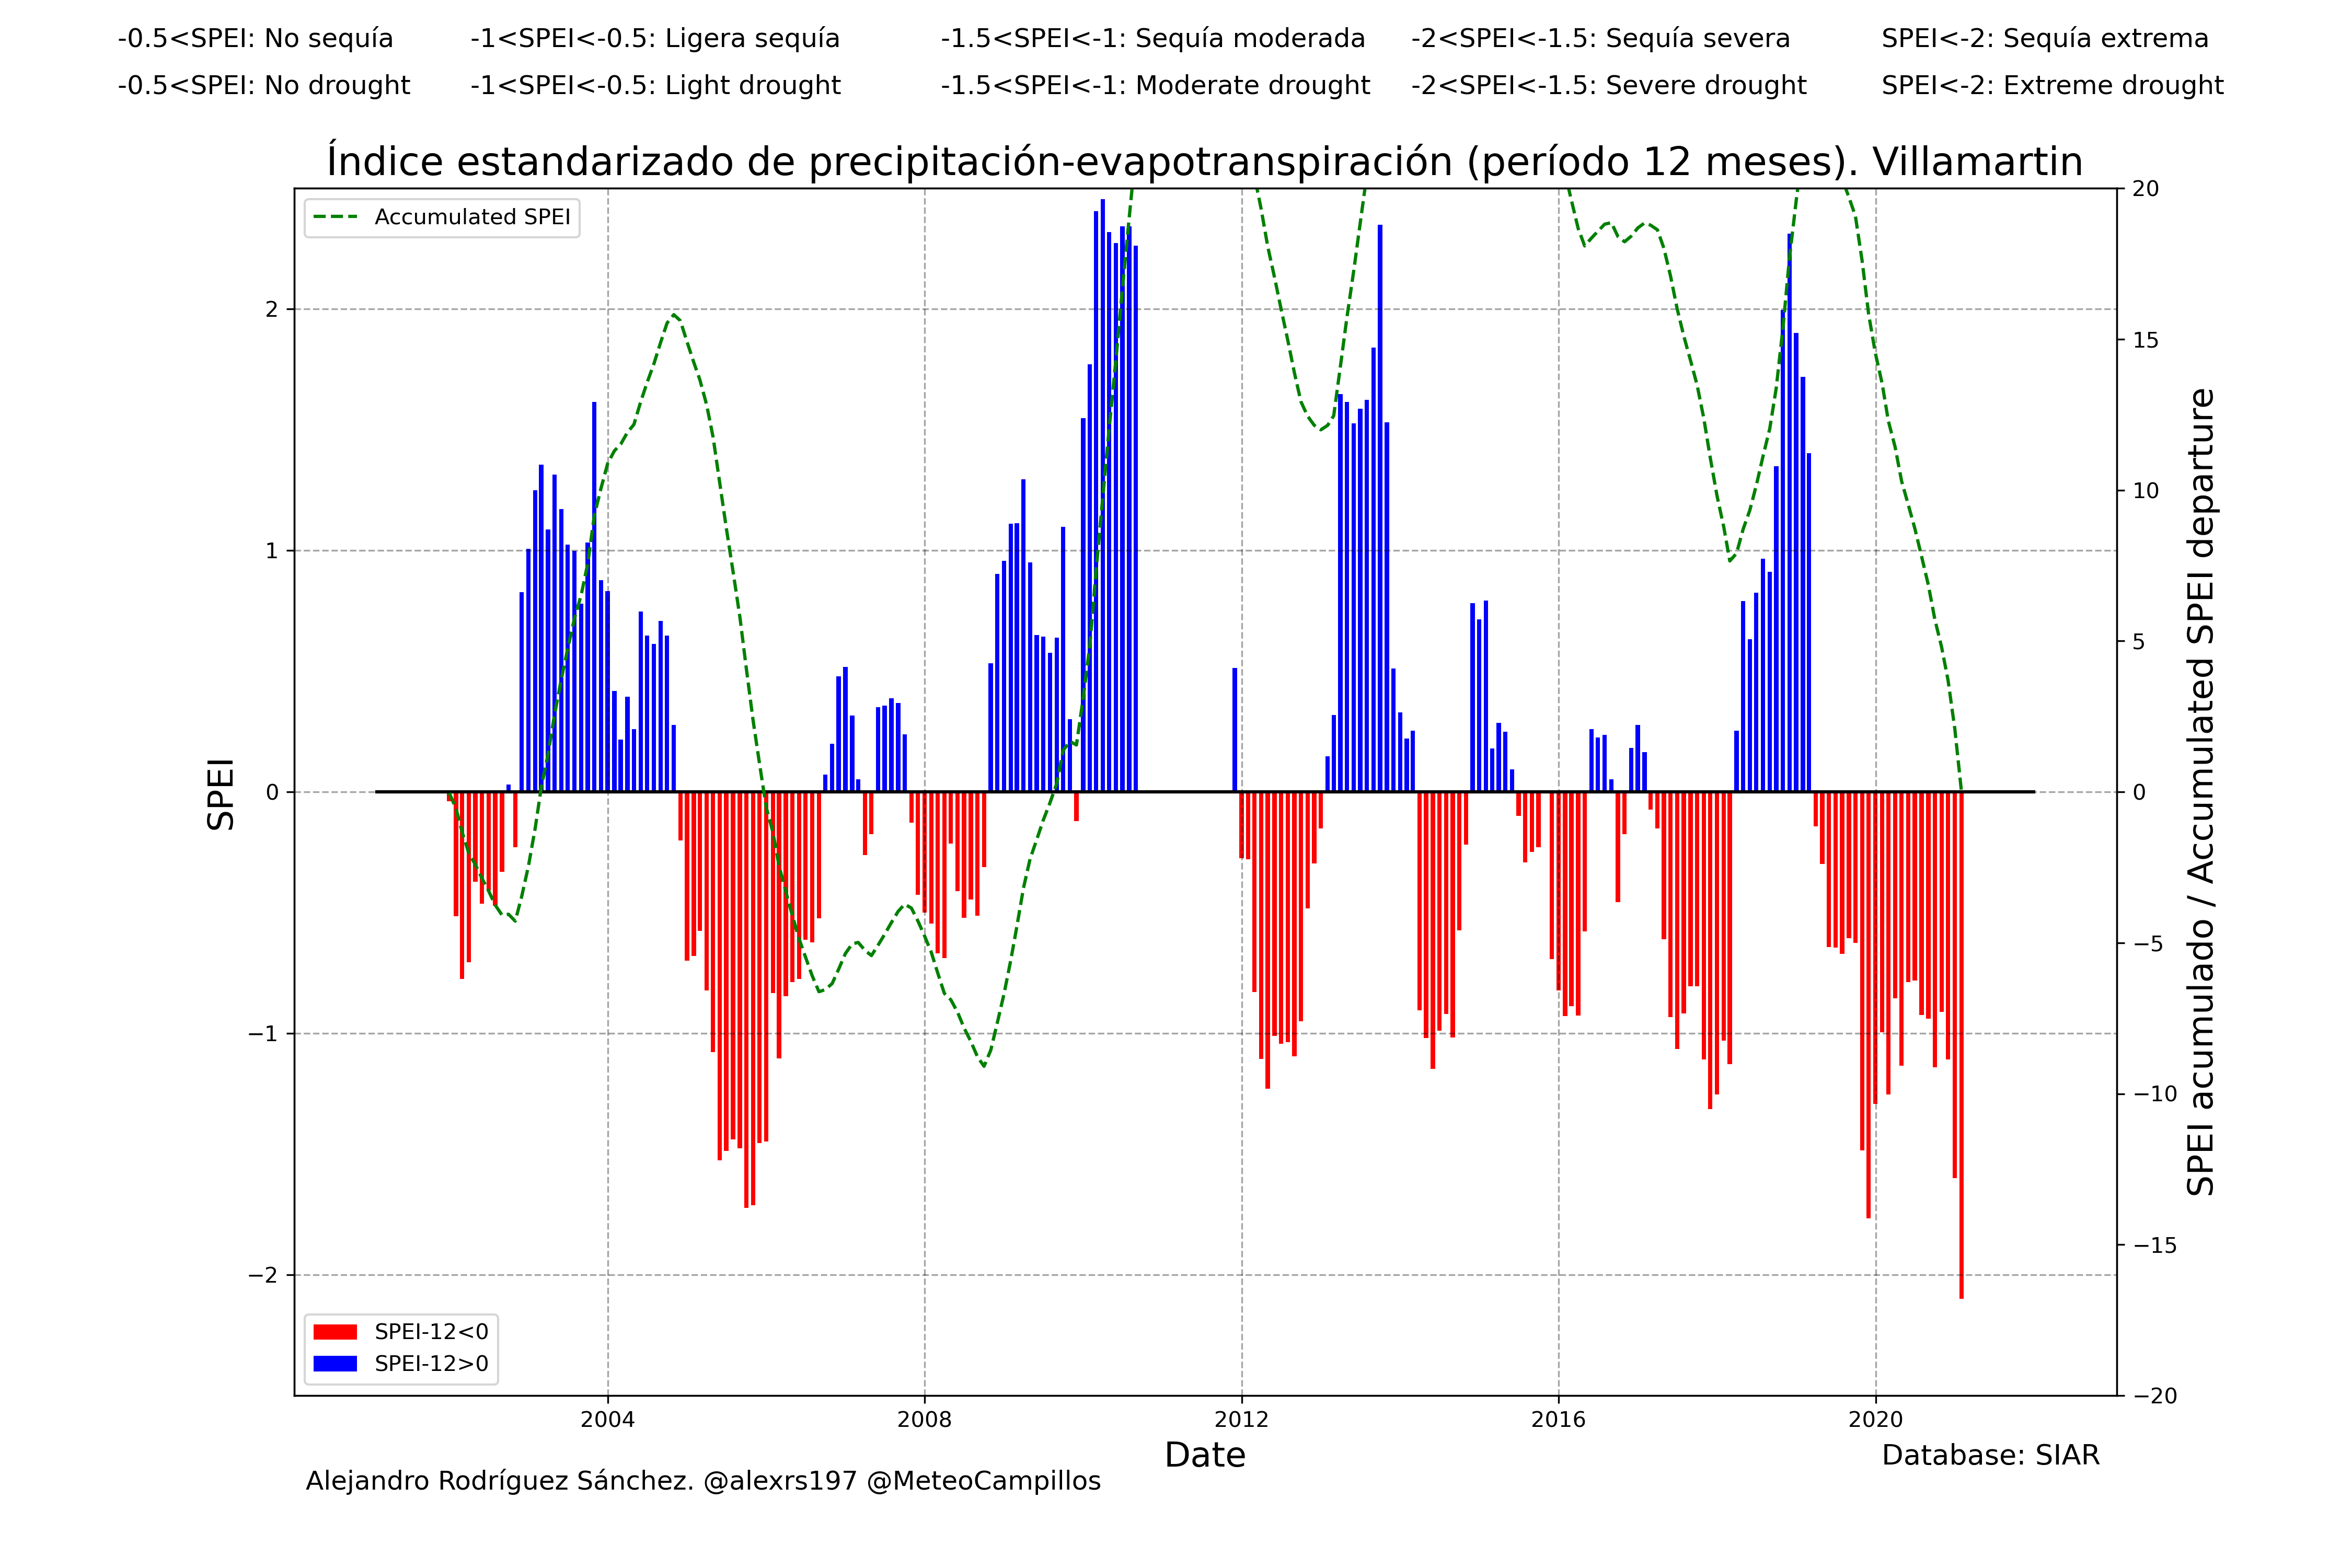 -0.5<SPEI: No sequía
-1<SPEI<-0.5: Ligera sequía
-1.5<SPEI<-1: Sequía moderada
-2<SPEI<-1.5: Sequía severa
SPEI<-2: Sequía extrema
-0.5<SPEI: No drought
-1<SPEI<-0.5: Light drought
-1.5<SPEI<-1: Moderate drought
-2<SPEI<-1.5: Severe drought
SPEI<-2: Extreme drought
Índice estandarizado de precipitación-evapotranspiración (período 12 meses). Villamartin
Accumulated SPEI
SPEI
2
1
0
−1
−2
20
15
10
5
0
−5
−10
−15
−20
SPEI acumulado / Accumulated SPEI departure
SPEI-12<0
SPEI-12>0
2004
2008
2012
2016
2020
Date
Database: SIAR
Alejandro Rodríguez Sánchez. @alexrs197 @MeteoCampillos